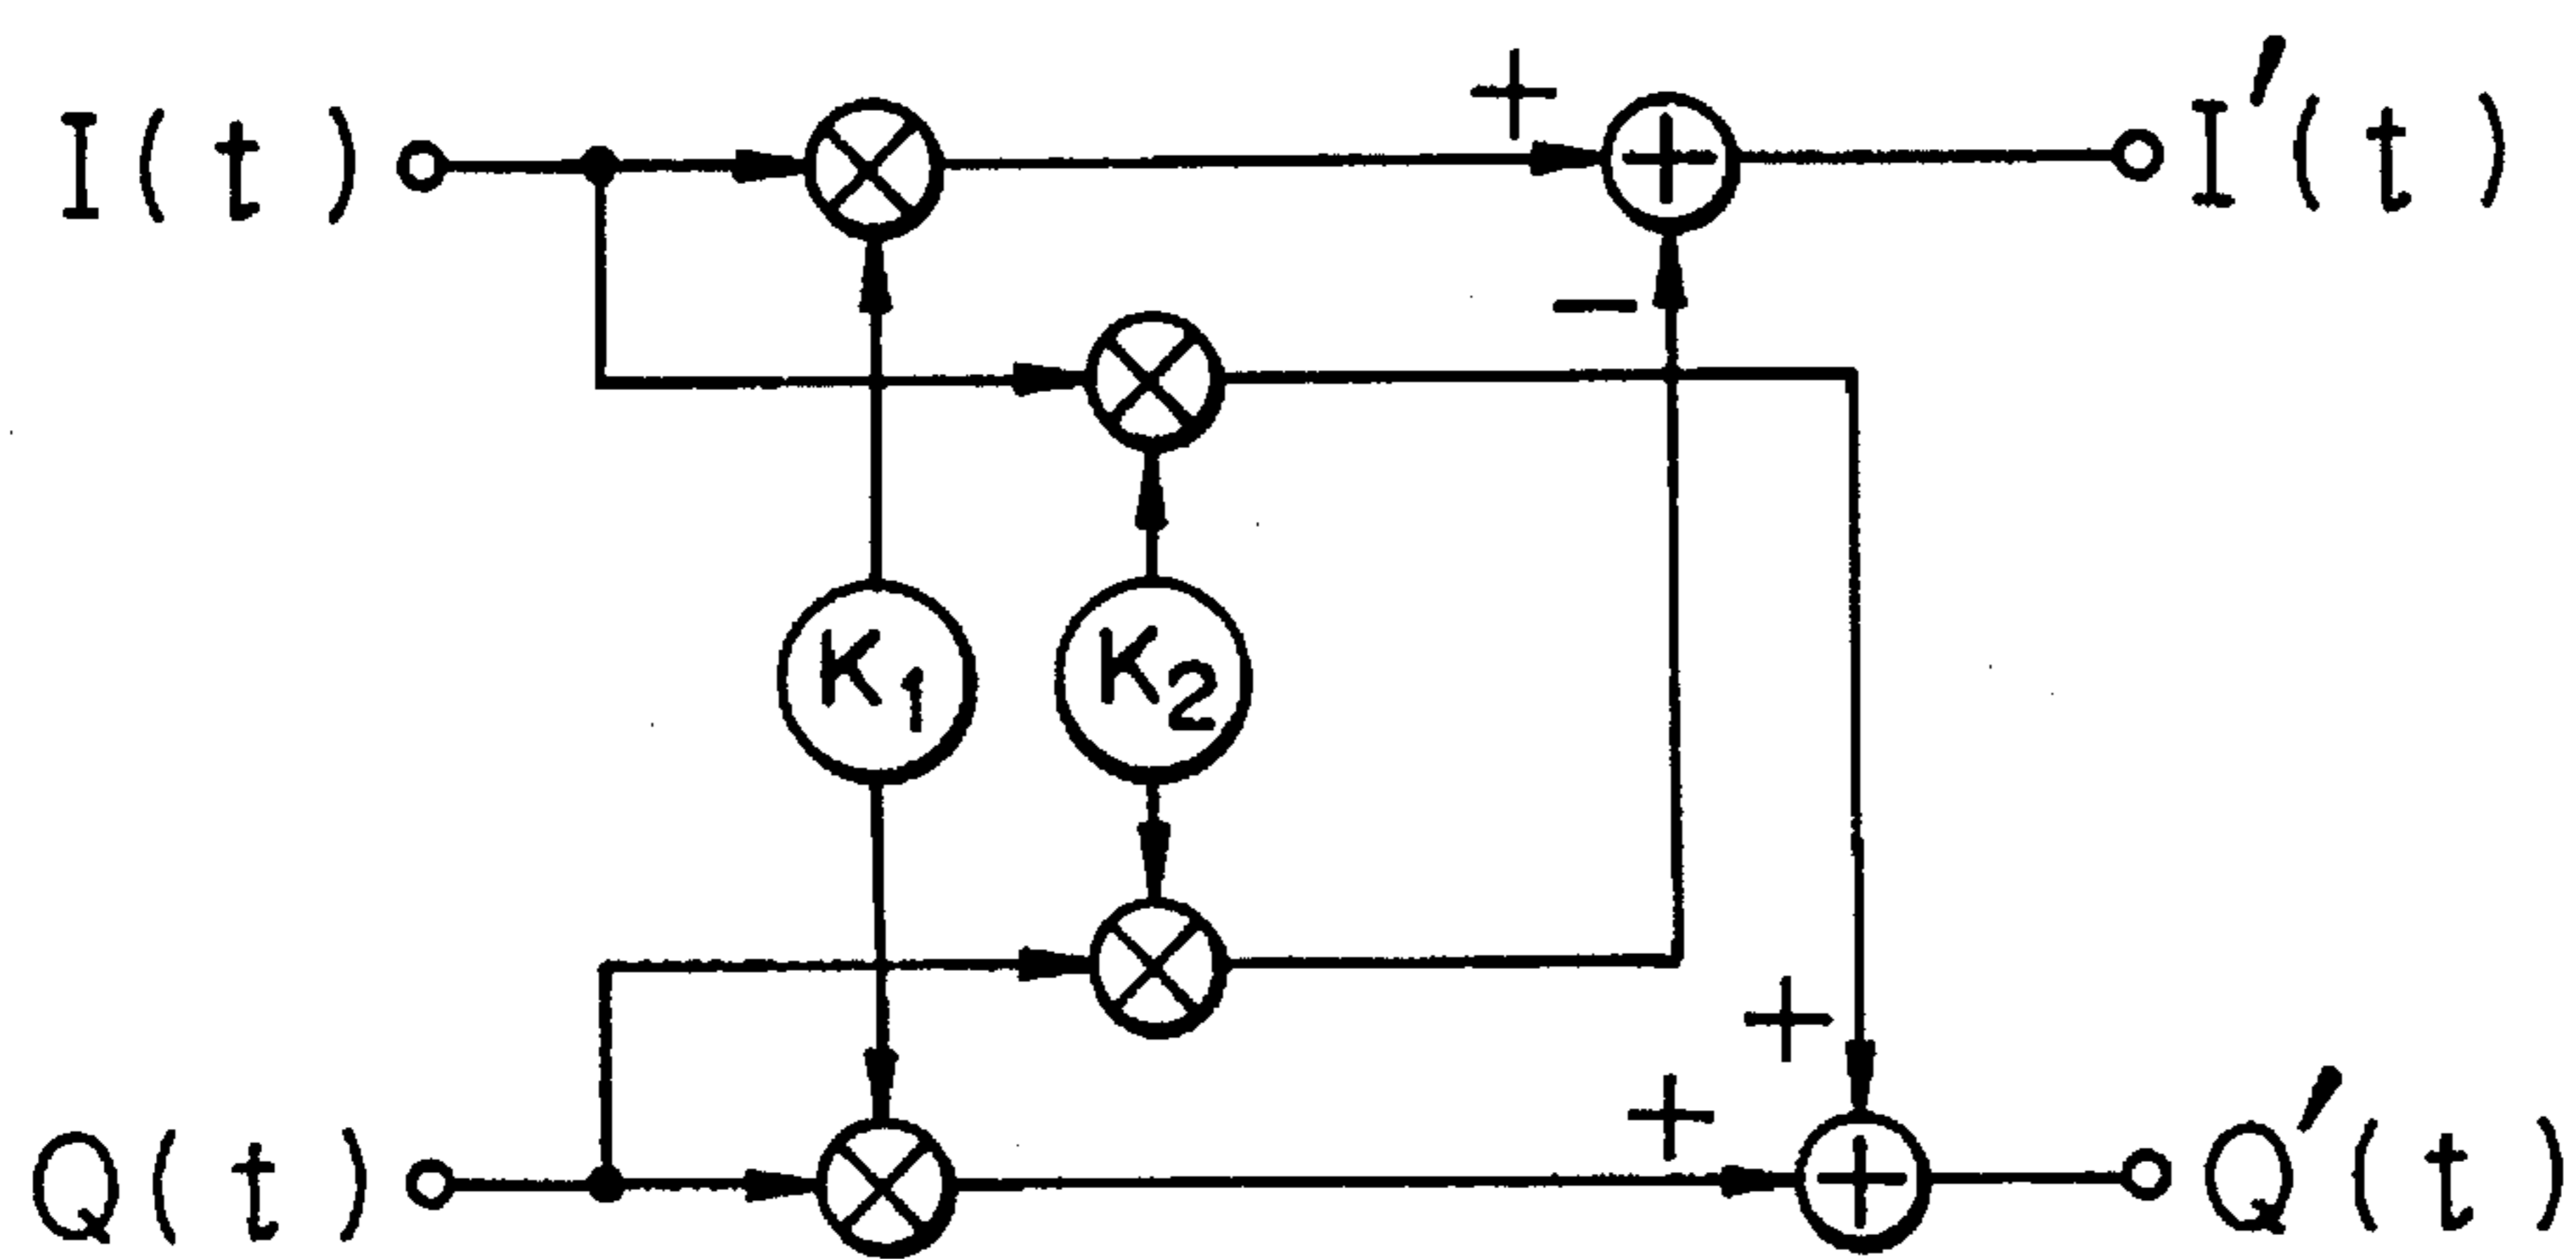 I(t)
+
I′(t)
−
K₁
K₂
+
+
Q(t)
Q′(t)